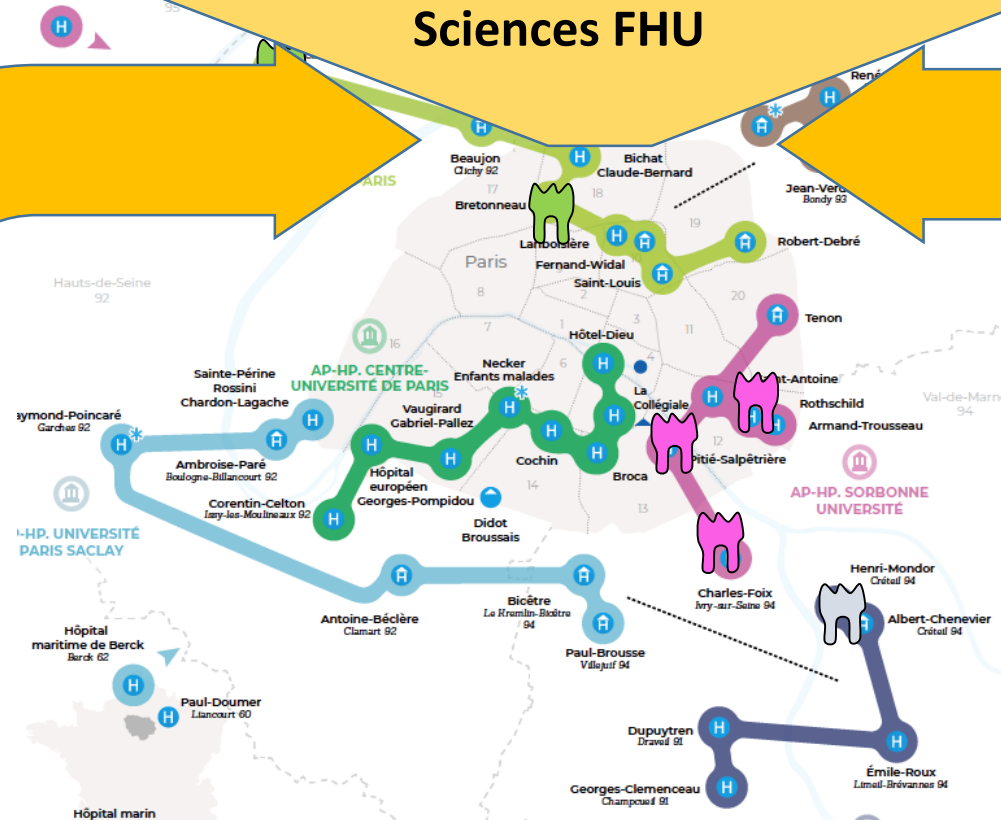 95
Sciences FHU
René
Beaujon
Clichy 92
Bichat
Claude-Bernard
ARIS
17
18
Jean-Verd
Bondy 93
Bretonneau
19
Lariboisière
Robert-Debré
Paris
Fernand-Widal
10
Saint-Louis
Hauts-de-Seine
92
8
2
20
3
Tenon
7
1
11
Hôtel-Dieu
16
4
AP-HP. CENTRE-
UNIVERSITÉ DE PARIS
Necker
Enfants malades
6
Sainte-Périne
Rossini
Chardon-Lagache
15
La
Collégiale
nt-Antoine
Val-de-Marn
94
Rothschild
Armand-Trousseau
aymond-Poincaré
Garches 92
Vaugirard
Gabriel-Pallez
12
Pitié-Salpêtrière
Ambroise-Paré
Boulogne-Billancourt 92
Cochin
Broca
Hôpital
européen
Georges-Pompidou
14
13
AP-HP. SORBONNE
UNIVERSITÉ
Corentin-Celton
Issy-les-Moulineaux 92
Didot
Broussais
-HP. UNIVERSITÉ
PARIS SACLAY
Henri-Mondor
Créteil 94
Charles-Foix
Ivry-sur-Seine 94
Antoine-Béclère
Clamart 92
Bicêtre
Le Kremlin-Bicêtre
94
Albert-Chenevier
Créteil 94
Hôpital
maritime de Berck
Berck 62
Paul-Brousse
Villejuif 94
Paul-Doumer
Liancourt 60
Dupuytren
Draveil 91
Émile-Roux
Limeil-Brévannes 94
Georges-Clemenceau
Champcueil 91
Hôpital marin